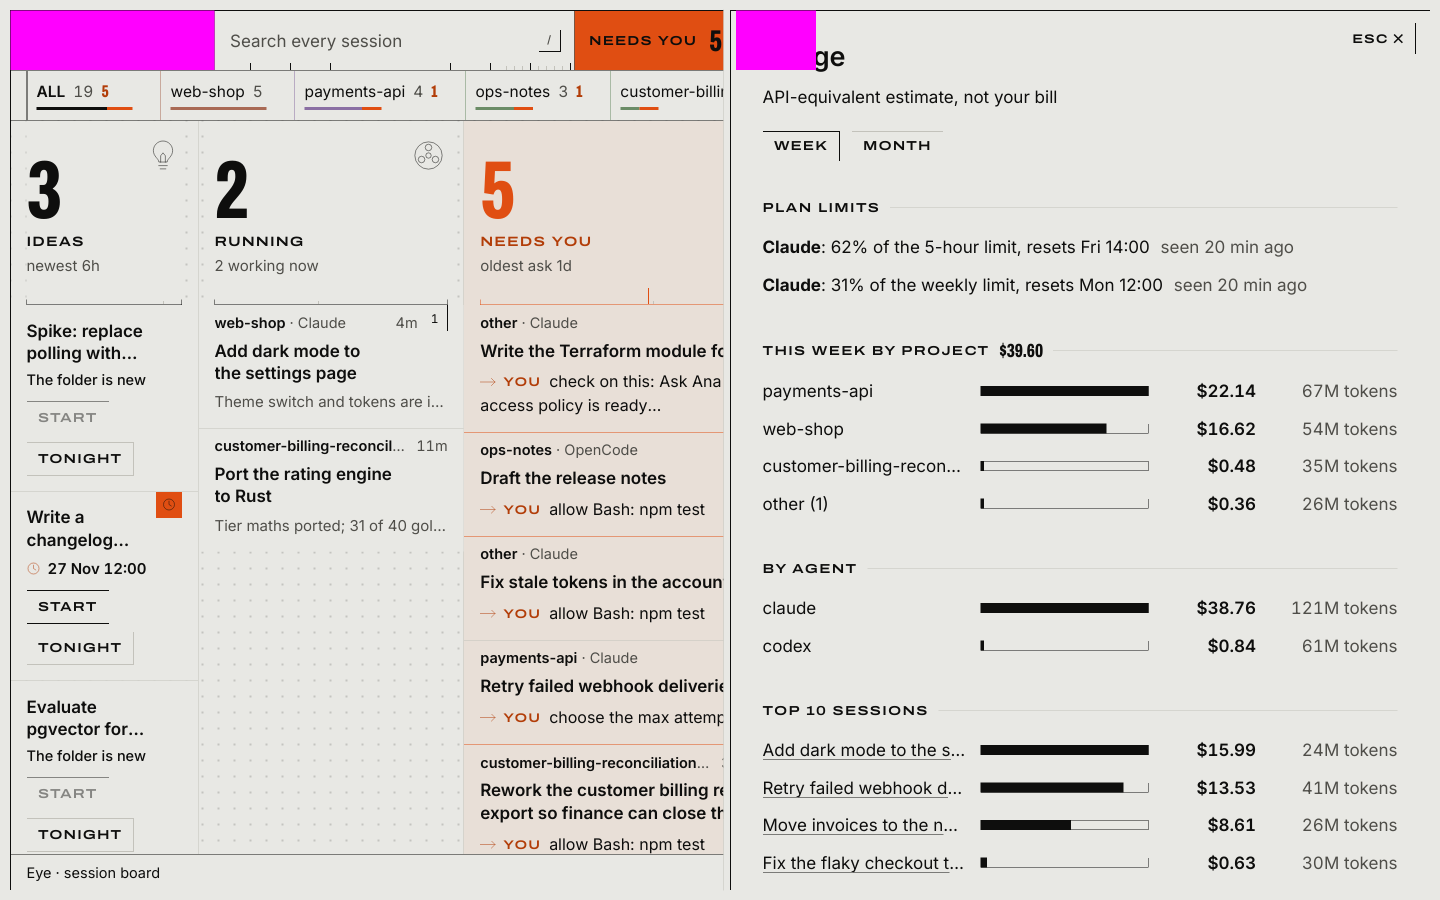 Search every session
/
NEEDS YOU 5
ALL 19 5
web-shop 5
payments-api 4 1
ops-notes 3 1
3
IDEAS
newest 6h
Spike: replace
polling with…
The folder is new
START
TONIGHT
Write a
changelog…
27 Nov 12:00
START
TONIGHT
Evaluate
pgvector for…
The folder is new
START
TONIGHT
2
RUNNING
2 working now
web-shop · Claude 4m 1
Add dark mode to
the settings page
Theme switch and tokens are i…
customer-billing-reconcil… 11m
Port the rating engine
to Rust
Tier maths ported; 31 of 40 gol…
5
NEEDS YOU
oldest ask 1d
other · Claude
Write the Terraform module
→ YOU check on this: Ask Ana
access policy is ready…
ops-notes · OpenCode
Draft the release notes
→ YOU allow Bash: npm test
other · Claude
Fix stale tokens in the
→ YOU allow Bash: npm test
payments-api · Claude
Retry failed webhook
→ YOU choose the max
customer-billing-reconciliation…
Rework the customer billing
export so finance can close
→ YOU allow Bash: npm test
Eye · session board
ESC ×
API-equivalent estimate, not your bill
WEEK MONTH
PLAN LIMITS
Claude: 62% of the 5-hour limit, resets Fri 14:00 seen 20 min ago
Claude: 31% of the weekly limit, resets Mon 12:00 seen 20 min ago
THIS WEEK BY PROJECT $39.60
payments-api $22.14 67M tokens
web-shop $16.62 54M tokens
customer-billing-recon… $0.48 35M tokens
other (1) $0.36 26M tokens
BY AGENT
claude $38.76 121M tokens
codex $0.84 61M tokens
TOP 10 SESSIONS
Add dark mode to the s… $15.99 24M tokens
Retry failed webhook d… $13.53 41M tokens
Move invoices to the n… $8.61 26M tokens
Fix the flaky checkout t… $0.63 30M tokens